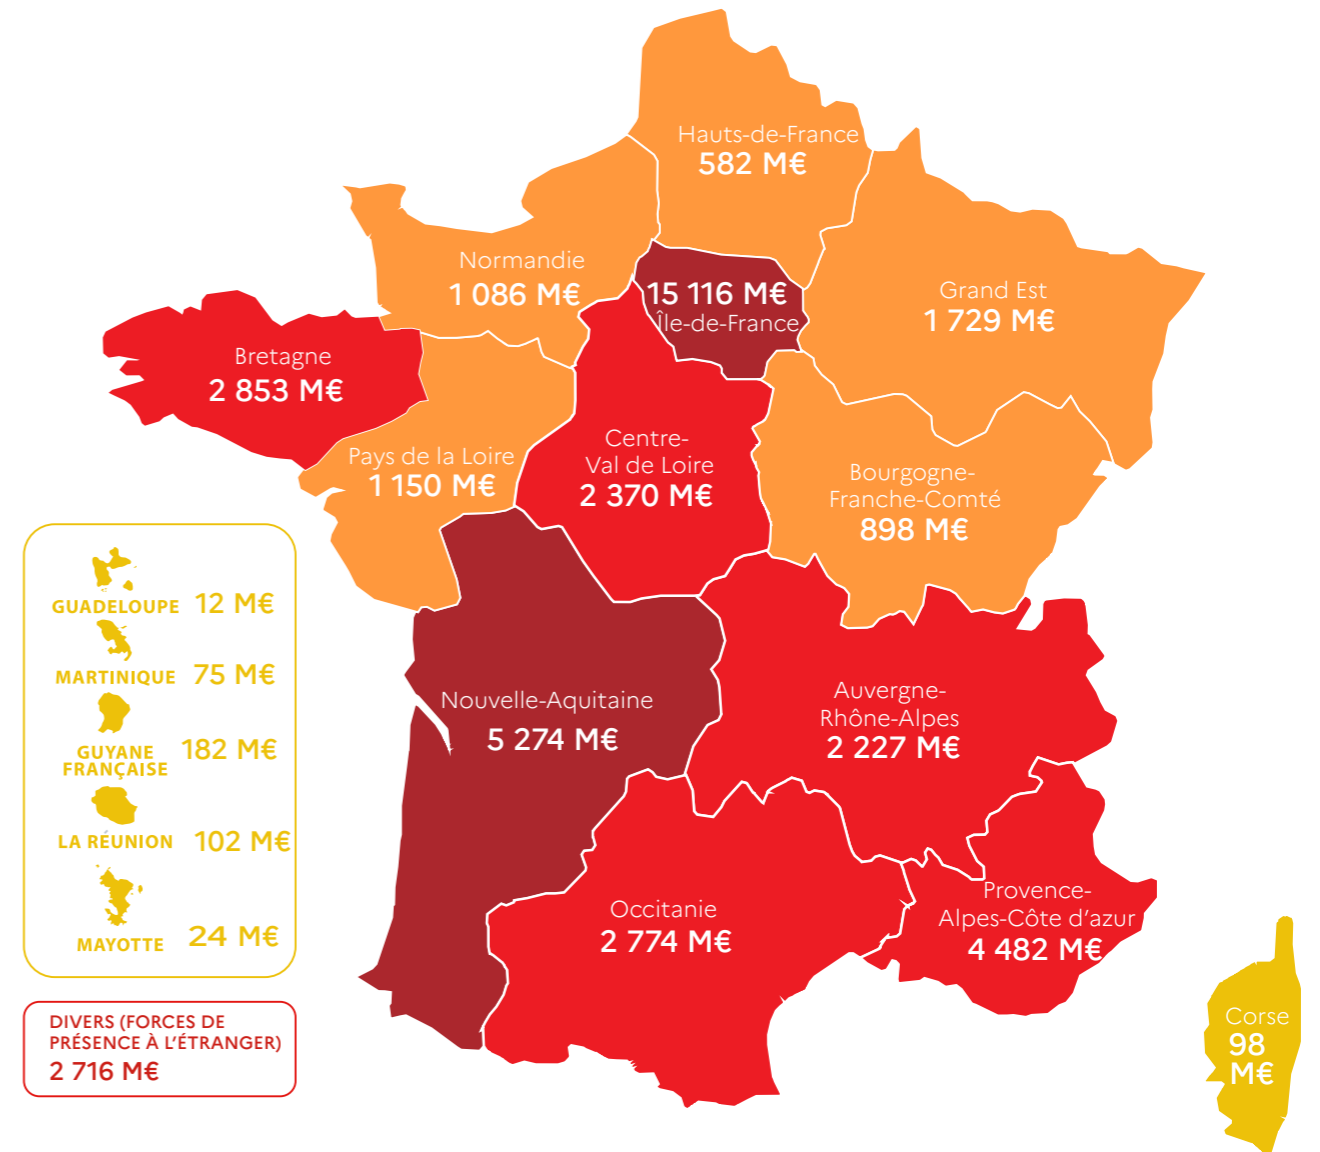 Hauts-de-France
582 M€
Normandie
1 086 M€
15 116 M€
Île-de-France
Grand Est
1 729 M€
Bretagne
2 853 M€
Pays de la Loire
1 150 M€
Centre-
Val de Loire
2 370 M€
Bourgogne-
Franche-Comté
898 M€
GUADELOUPE 12 M€
MARTINIQUE 75 M€
GUYANE
FRANÇAISE
182 M€
LA RÉUNION 102 M€
MAYOTTE 24 M€
Nouvelle-Aquitaine
5 274 M€
Auvergne-
Rhône-Alpes
2 227 M€
Occitanie
2 774 M€
Provence-
Alpes-Côte d'azur
4 482 M€
Corse
98
M€
DIVERS (FORCES DE
PRÉSENCE À L'ÉTRANGER)
2 716 M€